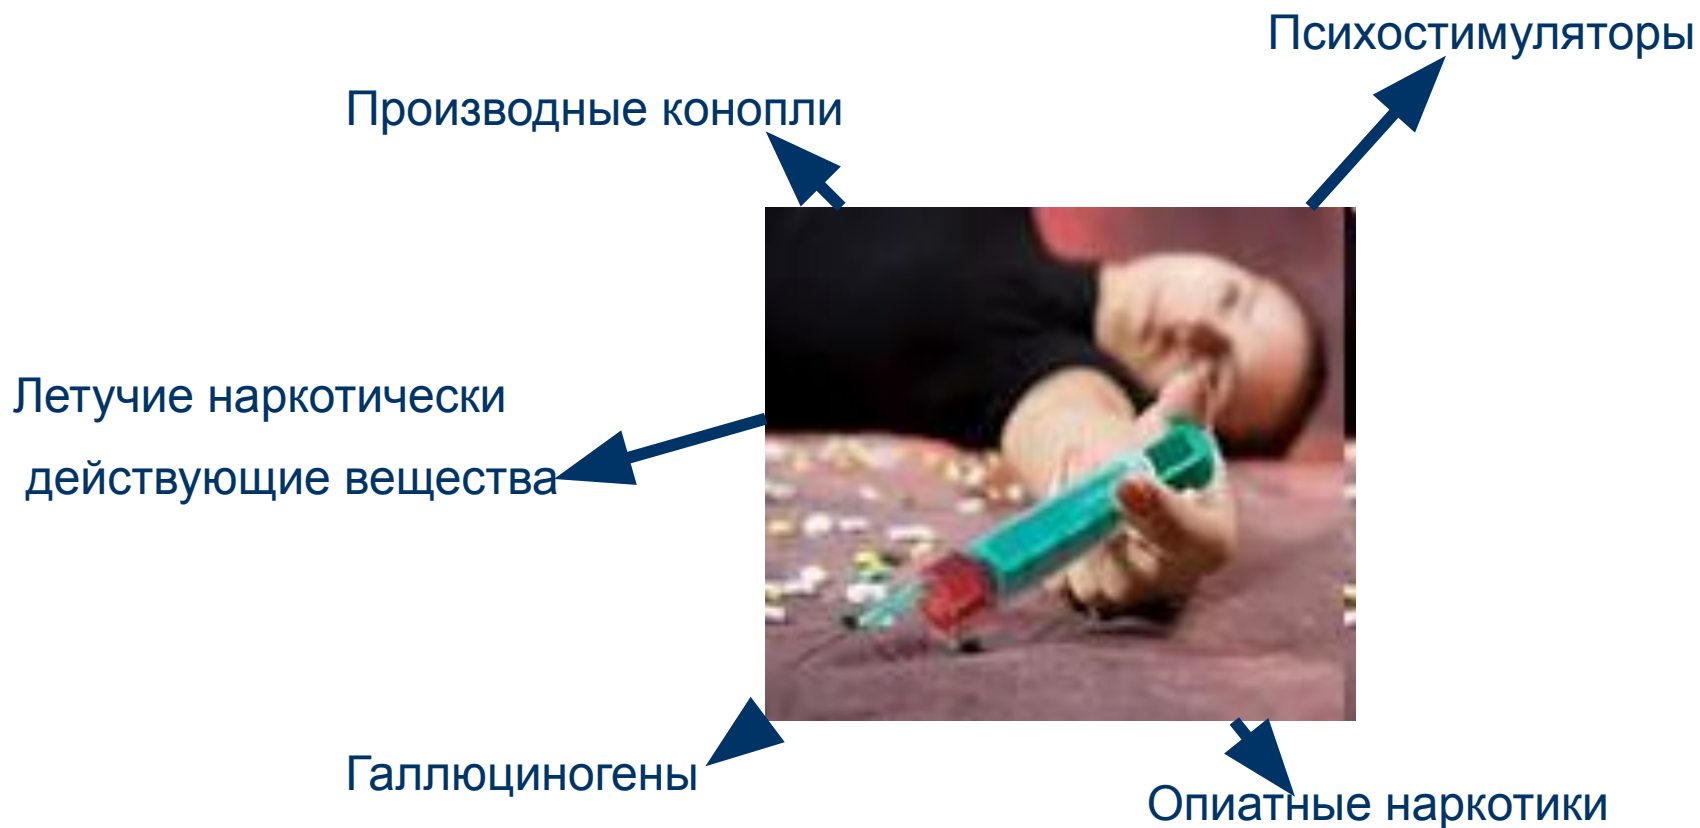 Психостимуляторы
Производные конопли
Летучие наркотически
действующие вещества
Галлюциногены
Опиатные наркотики